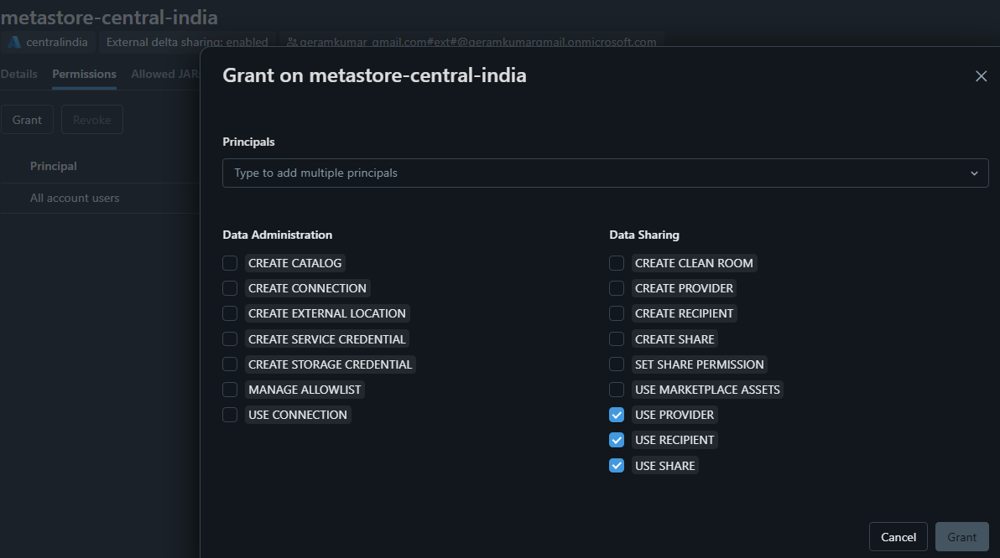 metastore-central-india
centralindia External delta sharing: enabled geramkumar_gmail.com#ext#@geramkumargmail.onmicrosoft.com
Details Permissions Allowed JAR
Grant Revoke
Principal
All account users
Grant on metastore-central-india
Principals
Type to add multiple principals
Data Administration
CREATE CATALOG
CREATE CONNECTION
CREATE EXTERNAL LOCATION
CREATE SERVICE CREDENTIAL
CREATE STORAGE CREDENTIAL
MANAGE ALLOWLIST
USE CONNECTION
Data Sharing
CREATE CLEAN ROOM
CREATE PROVIDER
CREATE RECIPIENT
CREATE SHARE
SET SHARE PERMISSION
USE MARKETPLACE ASSETS
USE PROVIDER
USE RECIPIENT
USE SHARE
Cancel Grant